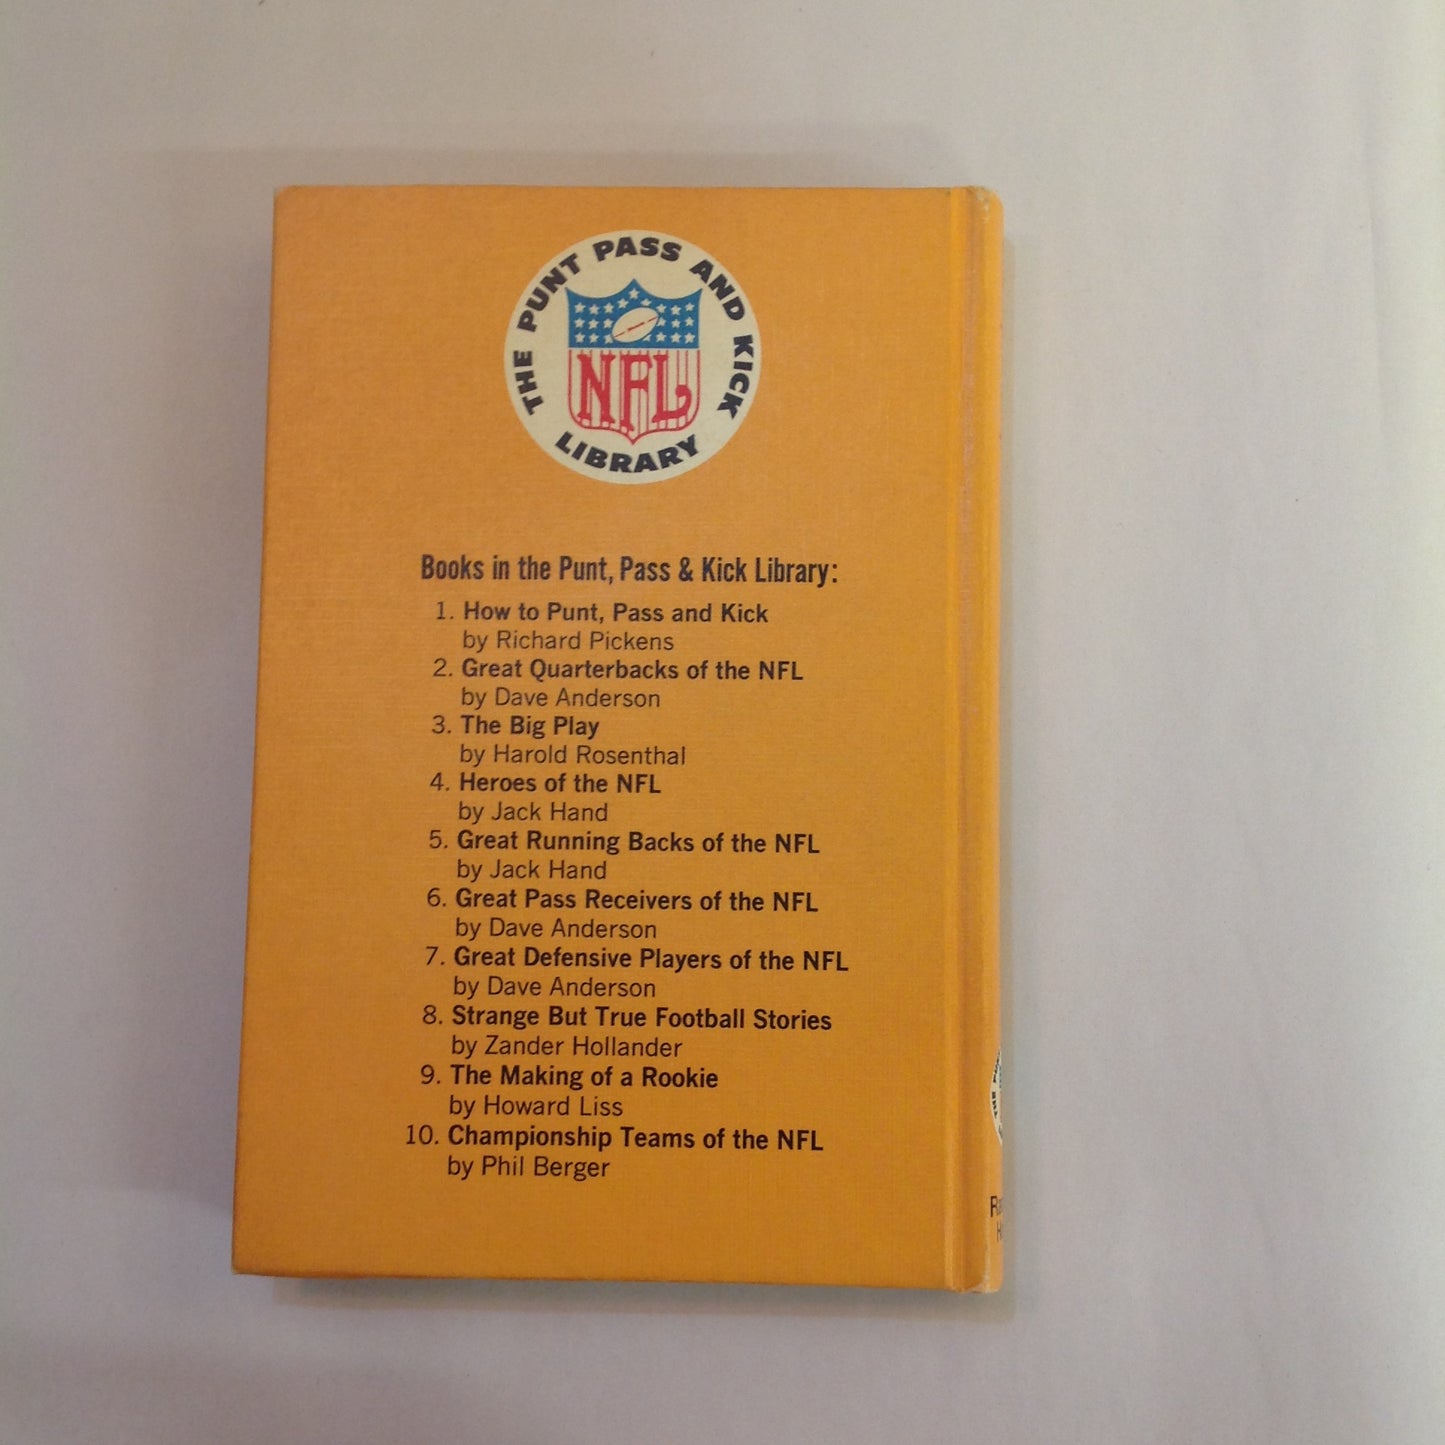 THE PUNT PASS AND KICK
LIBRARY
NFL
Books in the Punt, Pass & Kick Library:
1. How to Punt, Pass and Kick
by Richard Pickens
2. Great Quarterbacks of the NFL
by Dave Anderson
3. The Big Play
by Harold Rosenthal
4. Heroes of the NFL
by Jack Hand
5. Great Running Backs of the NFL
by Jack Hand
6. Great Pass Receivers of the NFL
by Dave Anderson
7. Great Defensive Players of the NFL
by Dave Anderson
8. Strange But True Football Stories
by Zander Hollander
9. The Making of a Rookie
by Howard Liss
10. Championship Teams of the NFL
by Phil Berger
THE